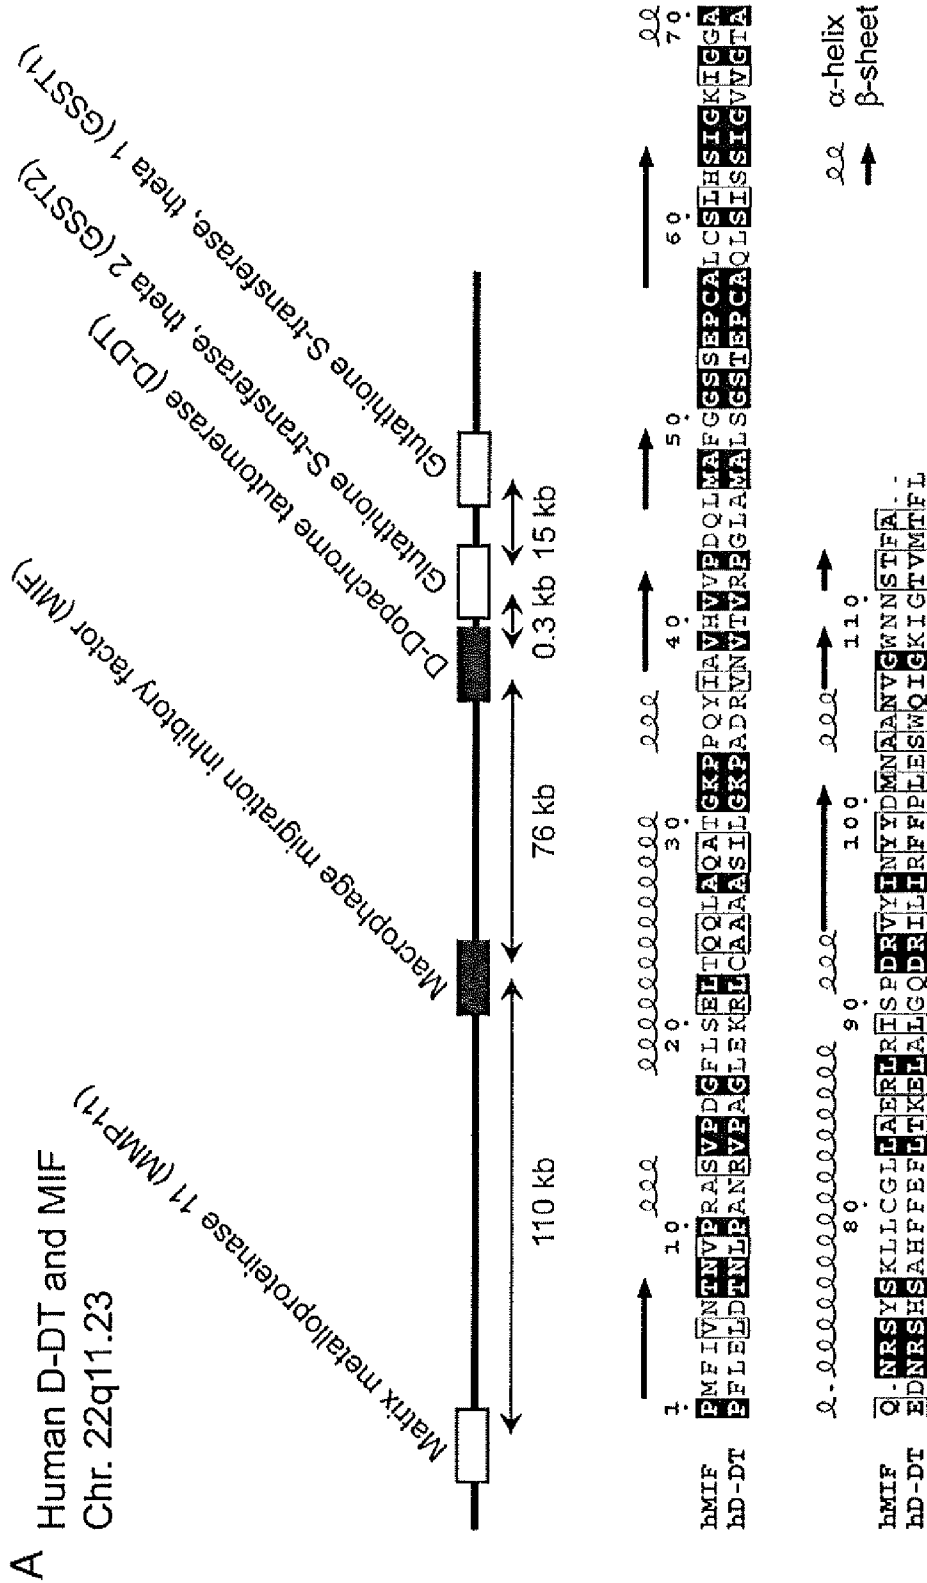 A
Human D-DT and MIF
Chr. 22q11.23
Matrix metalloproteinase 11 (MMP11)
Macrophage migration inhibtory factor (MIF)
D-Dopachrome tautomerase (D-DT)
Glutathione S-transferase, theta 2 (GSST2)
Glutathione S-transferase, theta 1 (GSST1)
110 kb 76 kb 0.3 kb 15 kb
1 10 20 30 40 50 60 70
hMIF PMFIVNTNVPRASVPDGFLSELTQQLAQATGKPPQYIAVHVVPDQLMAFGGSSEPCALCSLHSIGKIGGA
hD-DT PFLELDTNLPANRVPAGLEKRLCAAAASILGKPADRVNVTVRPGLAMALSGSTEPCAQLSISSIGVVGTA
80 90 100 110
hMIF Q.NRSYSKLLCGLLAERLRISPDRVYINYYDMNAANVGWNNSTFA..
hD-DT EDNRSHSAHFFEFLTKELALGQDRILIRFFPLESWQIGKIGTVMTFL
α-helix
β-sheet